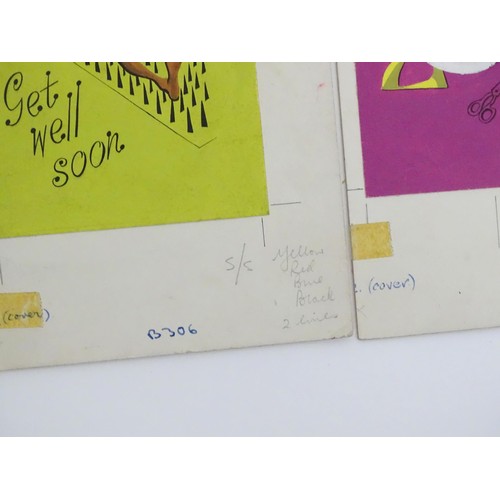 Get
well
soon
S/S Yellow
Red
Blue
Black
2 lines
(cover)
B306
(cover)